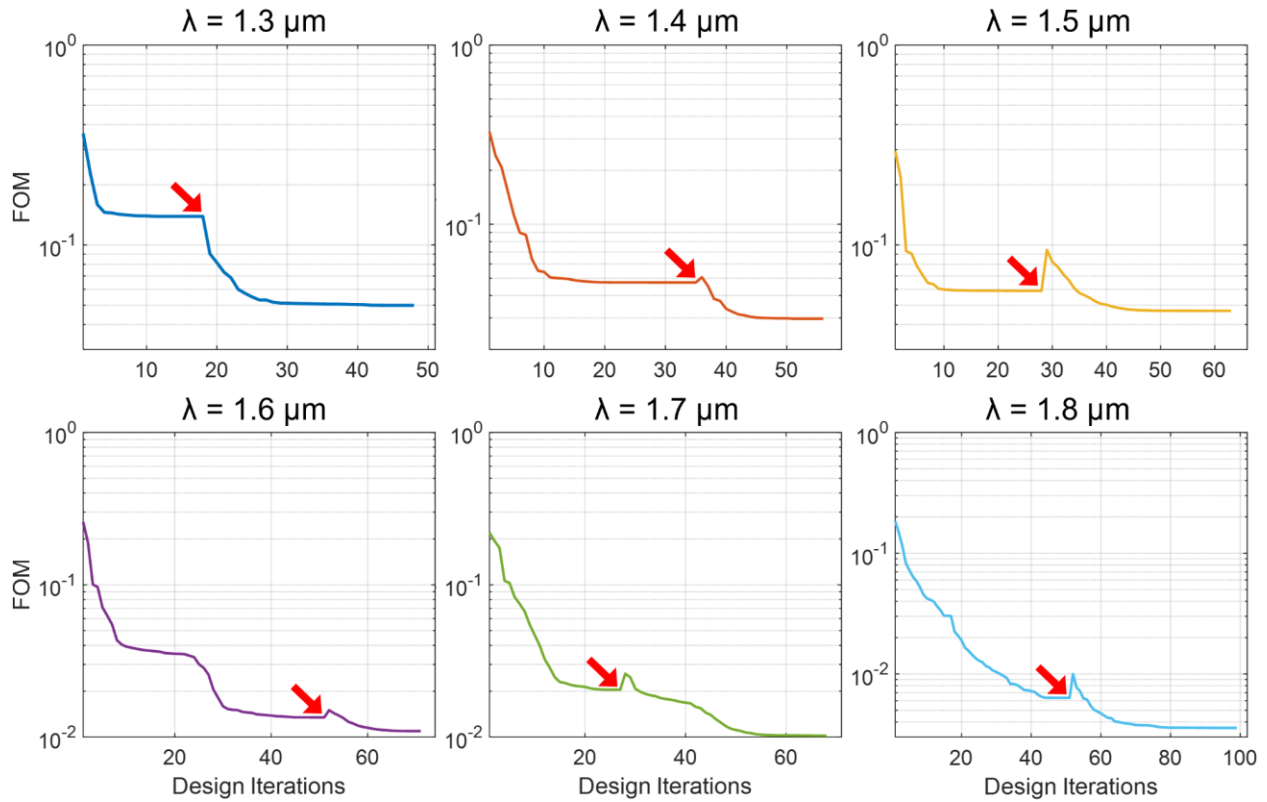 λ = 1.3 µm
λ = 1.4 µm
λ = 1.5 µm
10⁰
10⁰
10⁰
FOM
10⁻¹
10⁻¹
10⁻¹
10 20 30 40 50
10 20 30 40 50
10 20 30 40 50 60
λ = 1.6 µm
λ = 1.7 µm
λ = 1.8 µm
10⁰
10⁰
10⁰
FOM
10⁻¹
10⁻¹
10⁻¹
10⁻²
10⁻²
10⁻²
20 40 60
20 40 60
20 40 60 80 100
Design Iterations
Design Iterations
Design Iterations